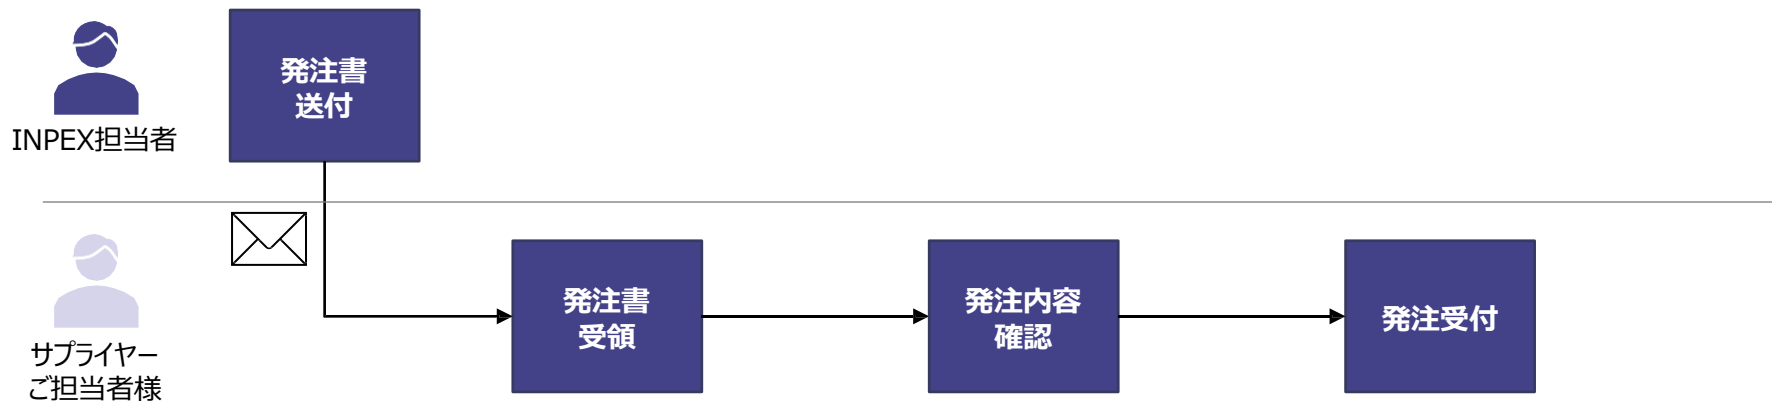 発注書
送付
INPEX担当者
発注書
受領
発注内容
確認
発注受付
サプライヤー
ご担当者様